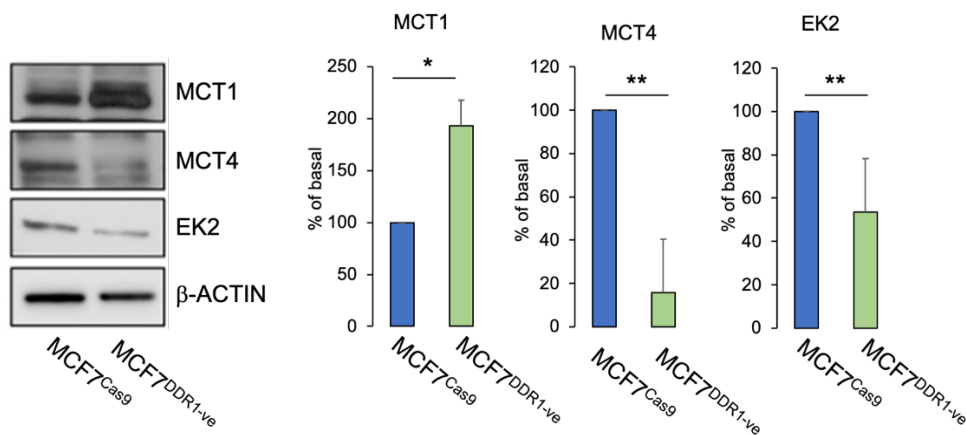 MCT1
MCT4
EK2
β-ACTIN
MCF7Cas9
MCF7DDR1-ve
MCT1
% of basal
250
200
150
100
50
0
*
MCF7Cas9
MCF7DDR1-ve
MCT4
% of basal
120
100
80
60
40
20
0
**
MCF7Cas9
MCF7DDR1-ve
EK2
% of basal
120
100
80
60
40
20
0
**
MCF7Cas9
MCF7DDR1-ve